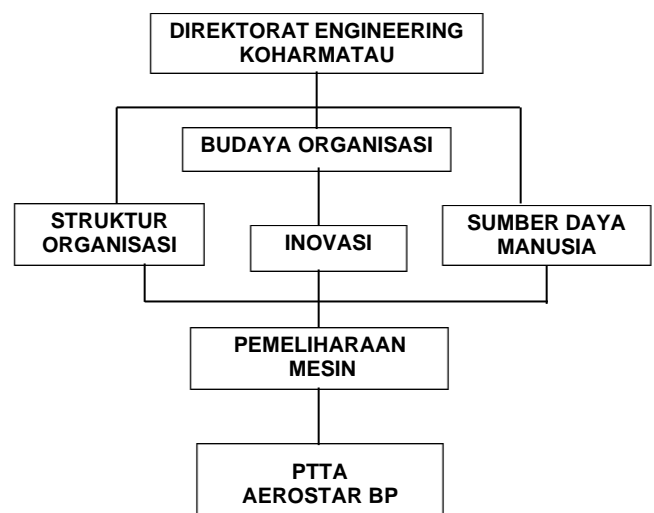 DIREKTORAT ENGINEERING
KOHARMATAU
BUDAYA ORGANISASI
STRUKTUR
ORGANISASI
INOVASI
SUMBER DAYA
MANUSIA
PEMELIHARAAN
MESIN
PTTA
AEROSTAR BP